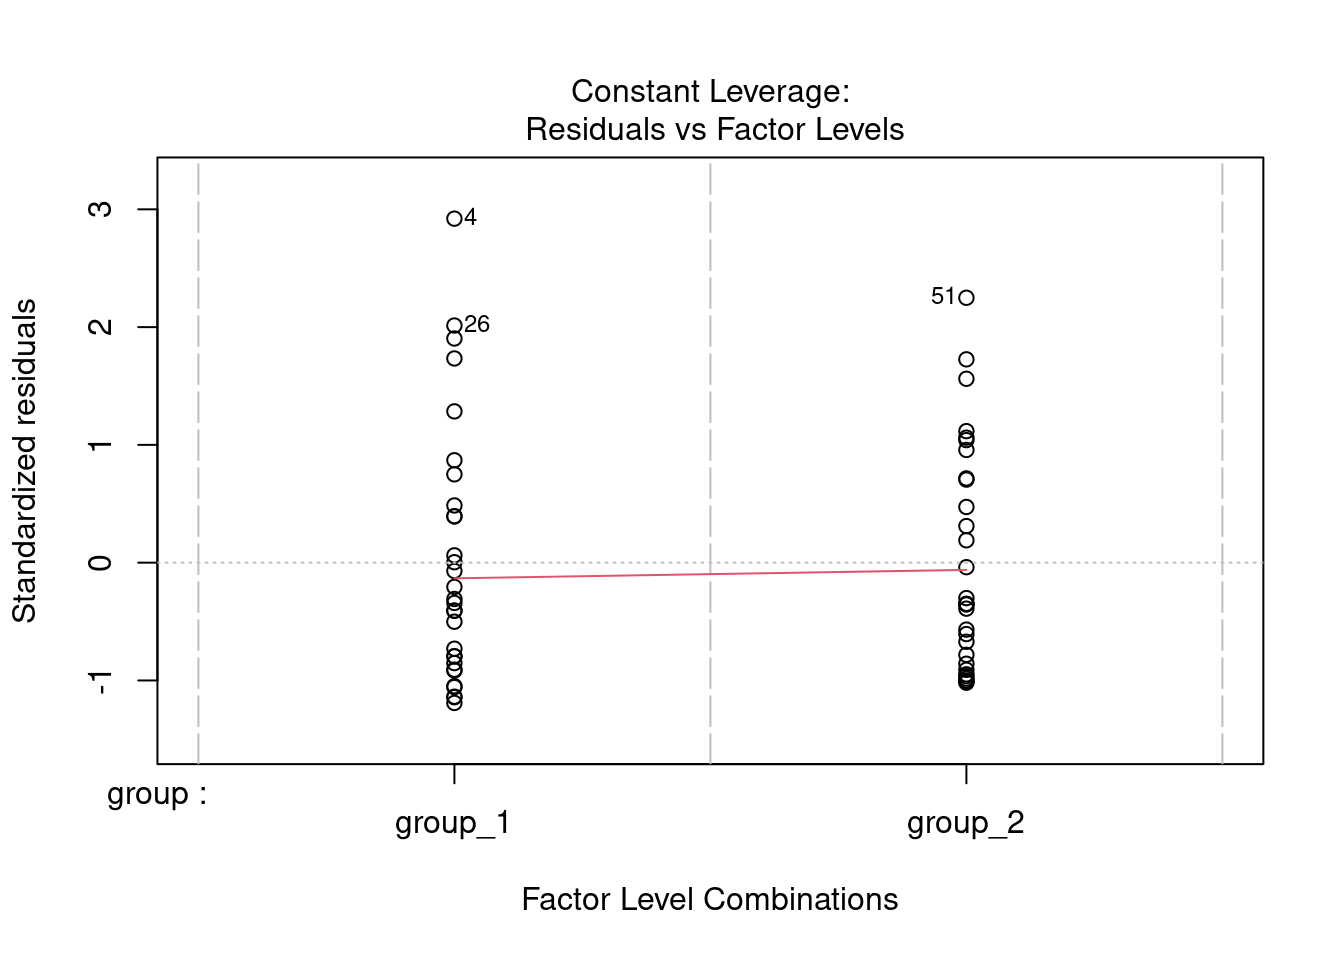 Constant Leverage:
Residuals vs Factor Levels
Standardized residuals
3
2
1
0
-1
4
26
51
group :
group_1
group_2
Factor Level Combinations